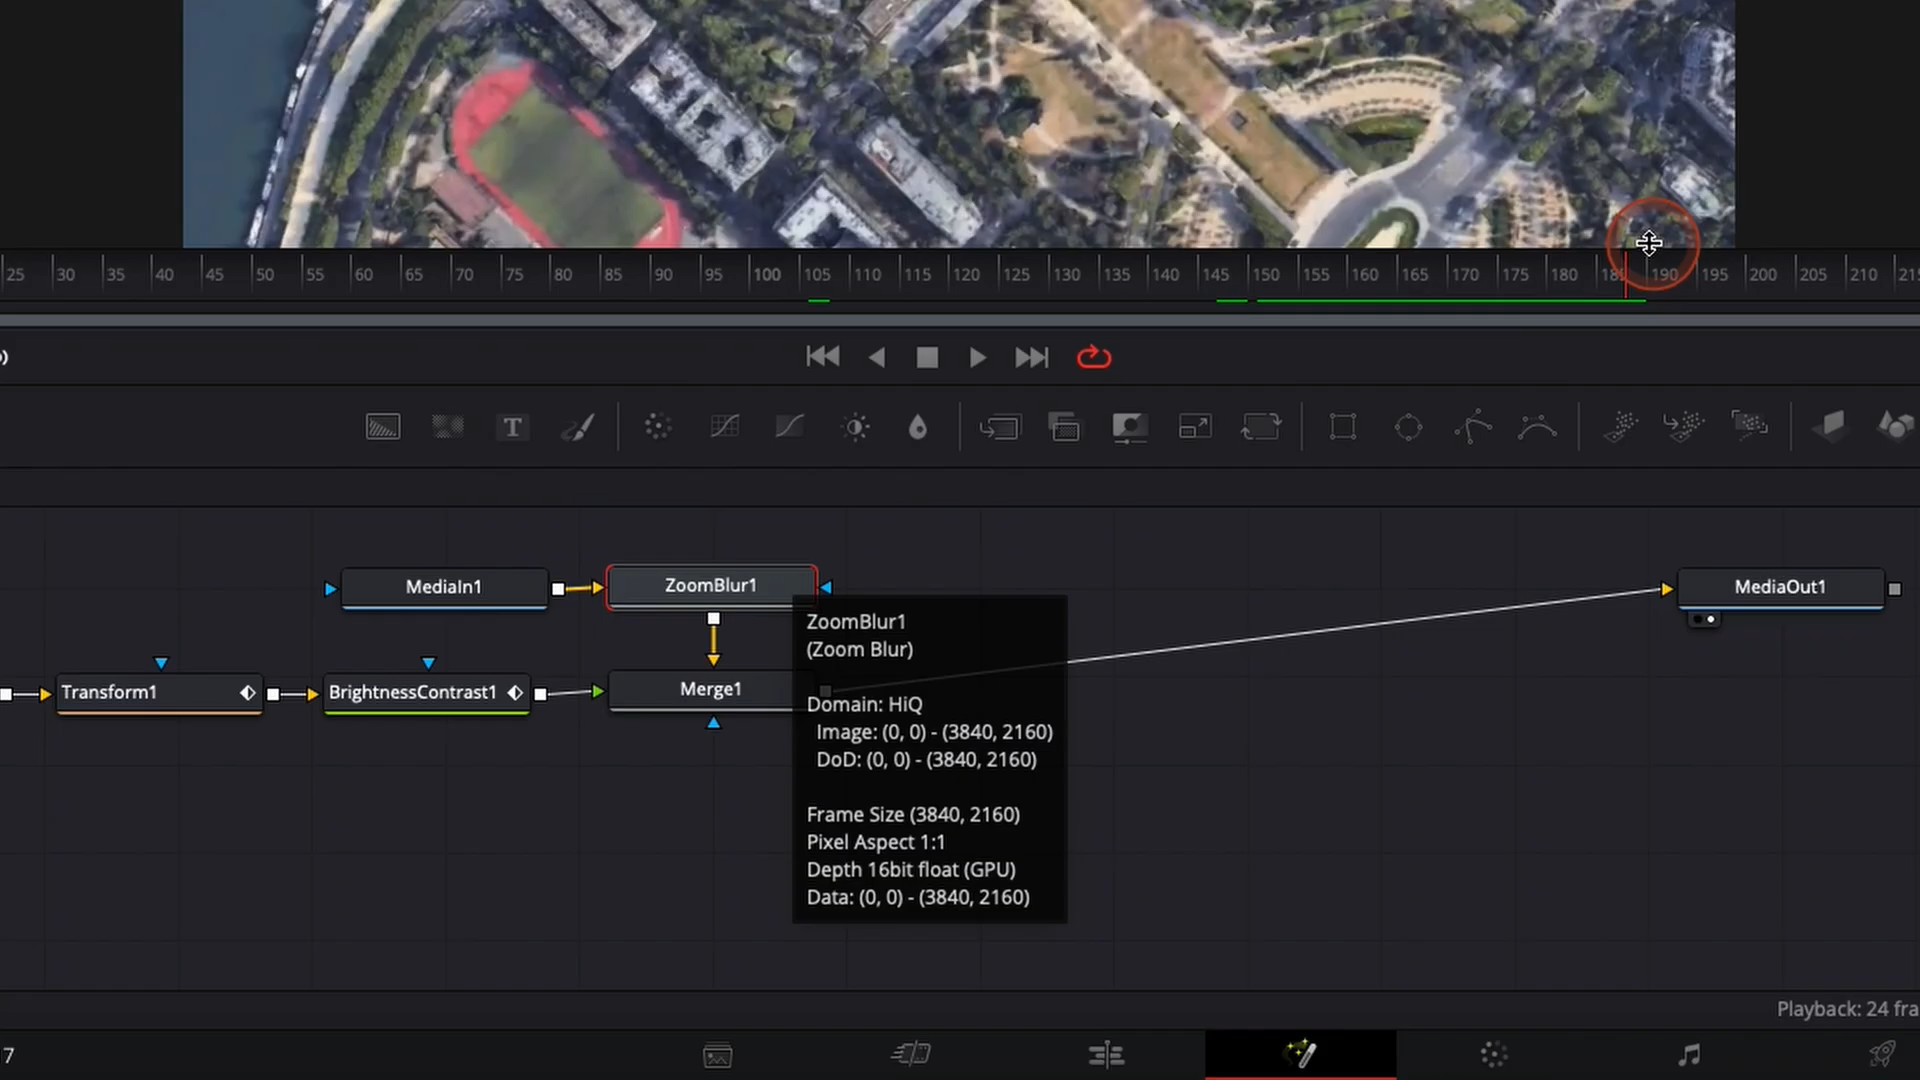 25 30 35 40 45 50 55 60 65 70 75 80 85 90 95 100 105 110 115 120 125 130 135 140 145 150 155 160 165 170 175 180 190 195 200 205 210
T
MediaIn1
ZoomBlur1
MediaOut1
Transform1
BrightnessContrast1
Merge1
ZoomBlur1
(Zoom Blur)
Domain: HiQ
Image: (0, 0) - (3840, 2160)
DoD: (0, 0) - (3840, 2160)
Frame Size (3840, 2160)
Pixel Aspect 1:1
Depth 16bit float (GPU)
Data: (0, 0) - (3840, 2160)
Playback: 24 fra
7